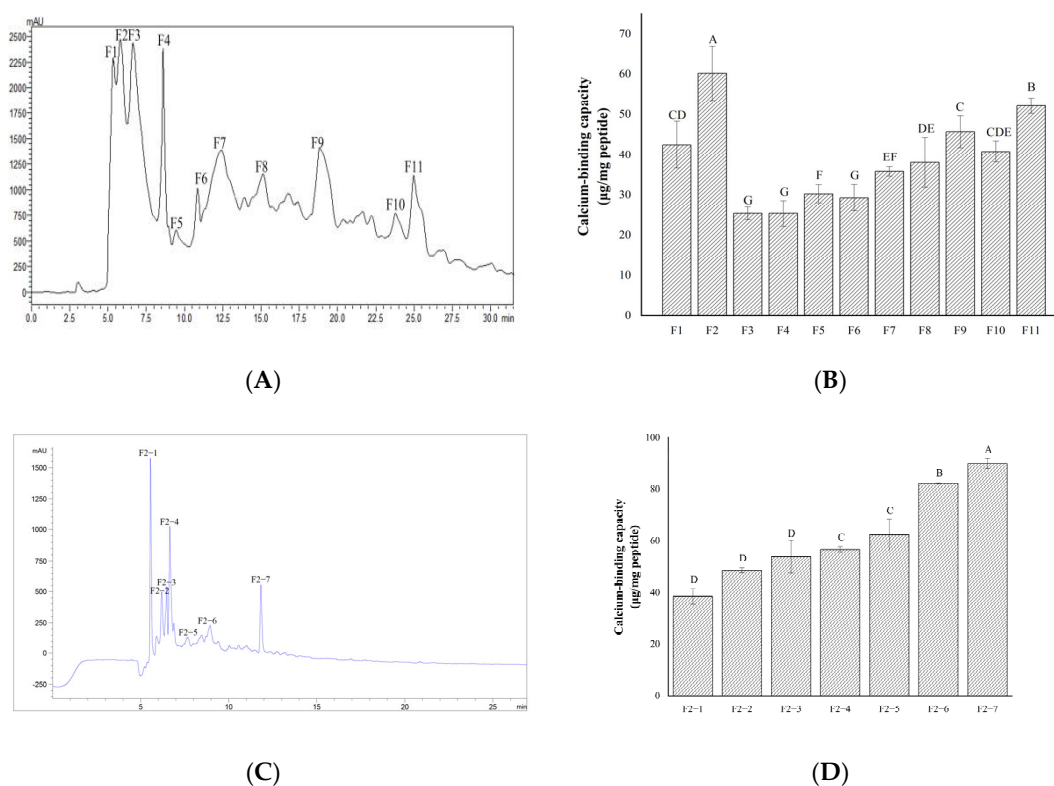 mAU
2500
2250
2000
1750
1500
1250
1000
750
500
250
0
F1
F2
F3
F4
F5
F6
F7
F8
F9
F10
F11
0.0 2.5 5.0 7.5 10.0 12.5 15.0 17.5 20.0 22.5 25.0 27.5 30.0 min
(A)
Calcium-binding capacity
(µg/mg peptide)
70
60
50
40
30
20
10
0
CD
A
G
G
F
G
EF
DE
C
CDE
B
F1 F2 F3 F4 F5 F6 F7 F8 F9 F10 F11
(B)
mAU
1500
1250
1000
750
500
250
0
-250
F2−1
F2−2
F2−3
F2−4
F2−5
F2−6
F2−7
5 10 15 20 25 min
(C)
Calcium-binding capacity
(µg/mg peptide)
100
80
60
40
20
0
D
D
D
C
C
B
A
F2−1 F2−2 F2−3 F2−4 F2−5 F2−6 F2−7
(D)